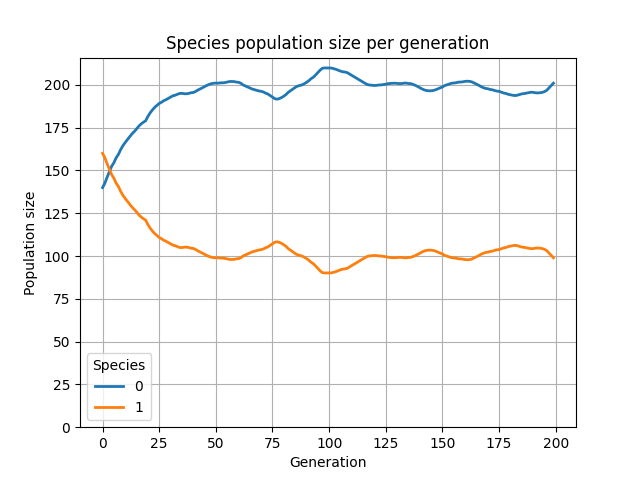 Species population size per generation
Population size
200
175
150
125
100
75
50
25
0
Species
0
1
0 25 50 75 100 125 150 175 200
Generation